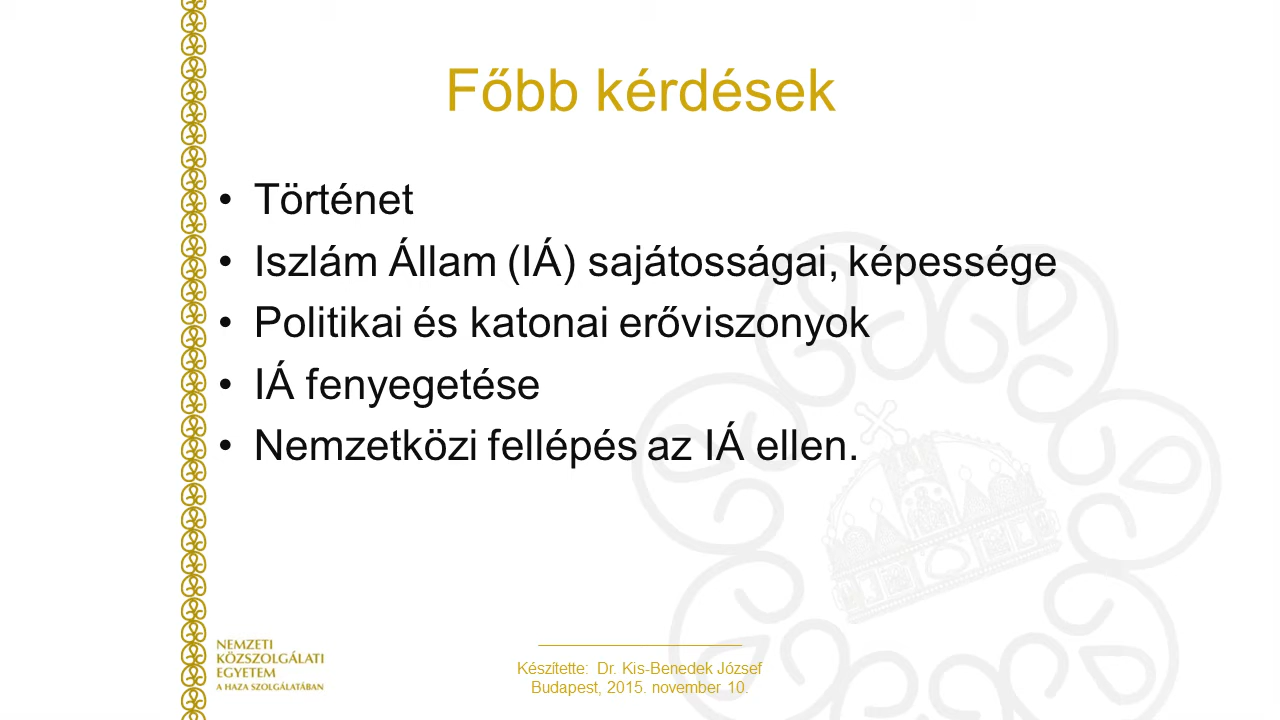 Főbb kérdések
• Történet
• Iszlám Állam (IÁ) sajátosságai, képessége
• Politikai és katonai erőviszonyok
• IÁ fenyegetése
• Nemzetközi fellépés az IÁ ellen.
NEMZETI
KÖZSZOLGÁLATI
EGYETEM
A HAZA SZOLGÁLATÁBAN
Készítette: Dr. Kis-Benedek József
Budapest, 2015. november 10.